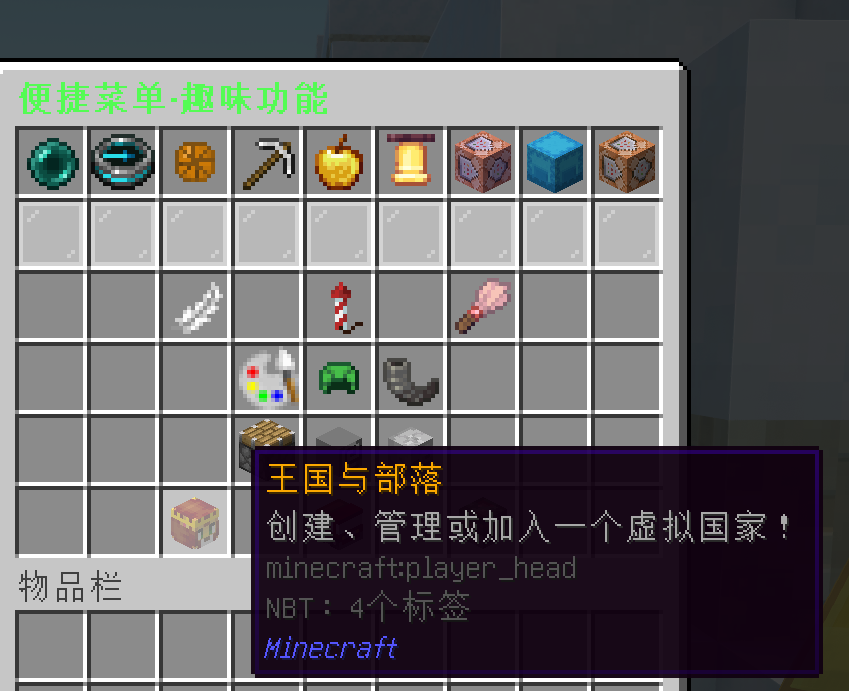 便捷菜单·趣味功能
王国与部落
创建、管理或加入一个虚拟国家！
minecraft:player_head
NBT：4个标签
Minecraft
物品栏